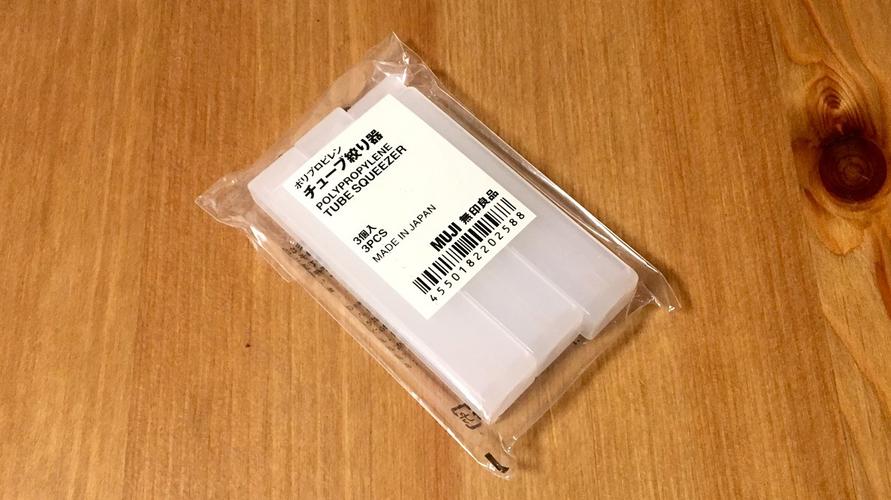 ポリプロピレン
チューブ絞り器
POLYPROPYLENE
TUBE SQUEEZER
3個入
3PCS
MADE IN JAPAN
MUJI 無印良品
4550182202588